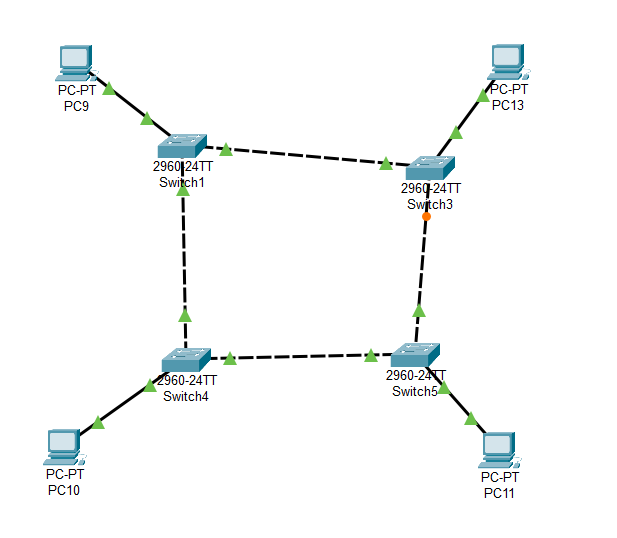 PC-PT
PC9
PC-PT
PC13
2960-24TT
Switch1
2960-24TT
Switch3
2960-24TT
Switch4
2960-24TT
Switch5
PC-PT
PC10
PC-PT
PC11